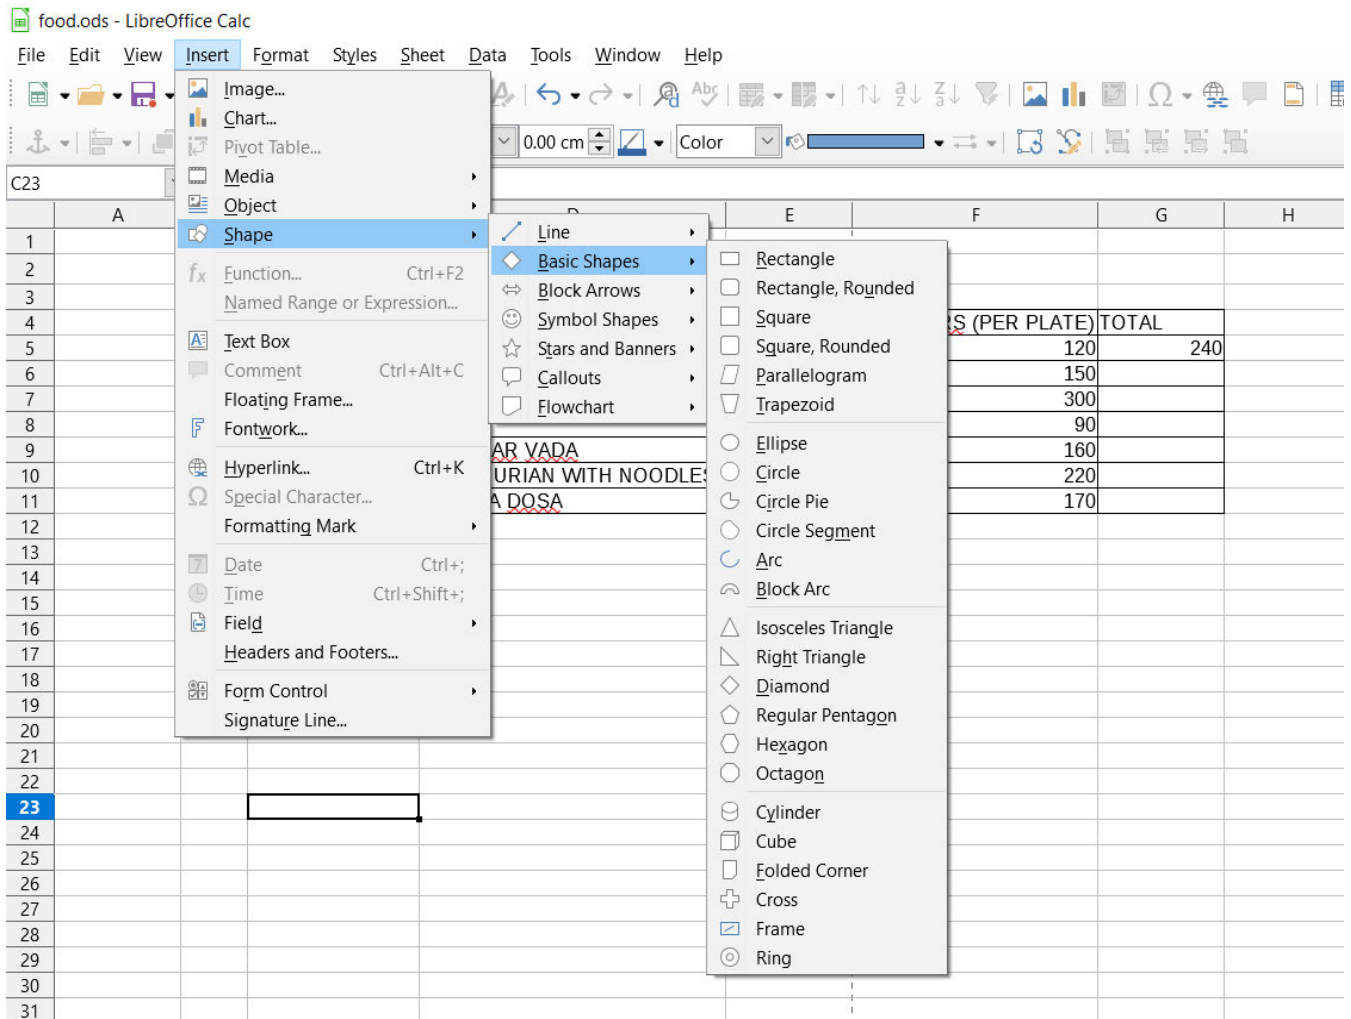 food.ods - LibreOffice Calc
File Edit View Insert Format Styles Sheet Data Tools Window Help
0.00 cm Color
C23
A E F G H
Image...
Chart...
Pivot Table...
Media
Object
Shape
Function... Ctrl+F2
Named Range or Expression...
Text Box
Comment Ctrl+Alt+C
Floating Frame...
Fontwork...
Hyperlink... Ctrl+K
Special Character...
Formatting Mark
Date Ctrl+;
Time Ctrl+Shift+;
Field
Headers and Footers...
Form Control
Signature Line...
Line
Basic Shapes
Block Arrows
Symbol Shapes
Stars and Banners
Callouts
Flowchart
Rectangle
Rectangle, Rounded
Square
Square, Rounded
Parallelogram
Trapezoid
Ellipse
Circle
Circle Pie
Circle Segment
Arc
Block Arc
Isosceles Triangle
Right Triangle
Diamond
Regular Pentagon
Hexagon
Octagon
Cylinder
Cube
Folded Corner
Cross
Frame
Ring
1
2
3
4 (PER PLATE) TOTAL
5 120 240
6 150
7 300
8 90
9 VADA 160
10 WITH NOODLES 220
11 DOSA 170
12
13
14
15
16
17
18
19
20
21
22
23
24
25
26
27
28
29
30
31